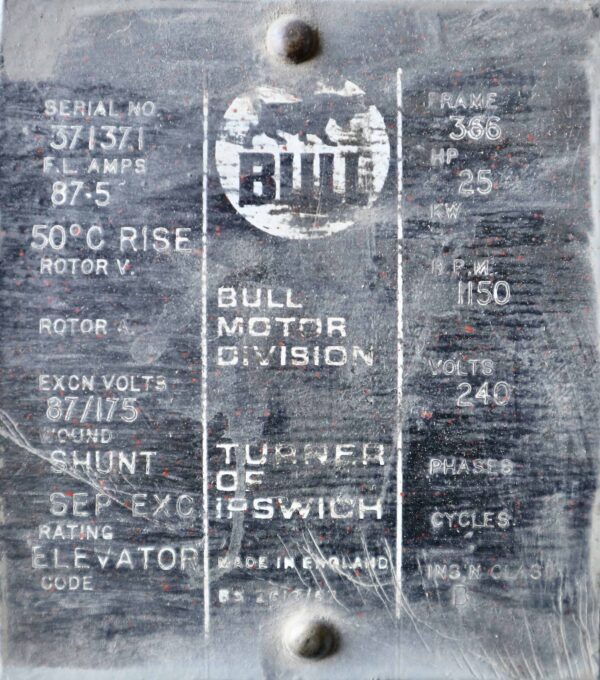 SERIAL NO
371371
F.L. AMPS
87·5
50°C RISE
ROTOR V.
ROTOR A.
EXCN VOLTS
87/175
WOUND
SHUNT
SEP EXC
RATING
ELEVATOR
CODE
BULL
BULL
MOTOR
DIVISION
TURNER
OF
IPSWICH
MADE IN ENGLAND
BS
FRAME
366
HP
25
KW
R.P.M.
1150
VOLTS
240
PHASES
CYCLES
INS'N CLASS
B